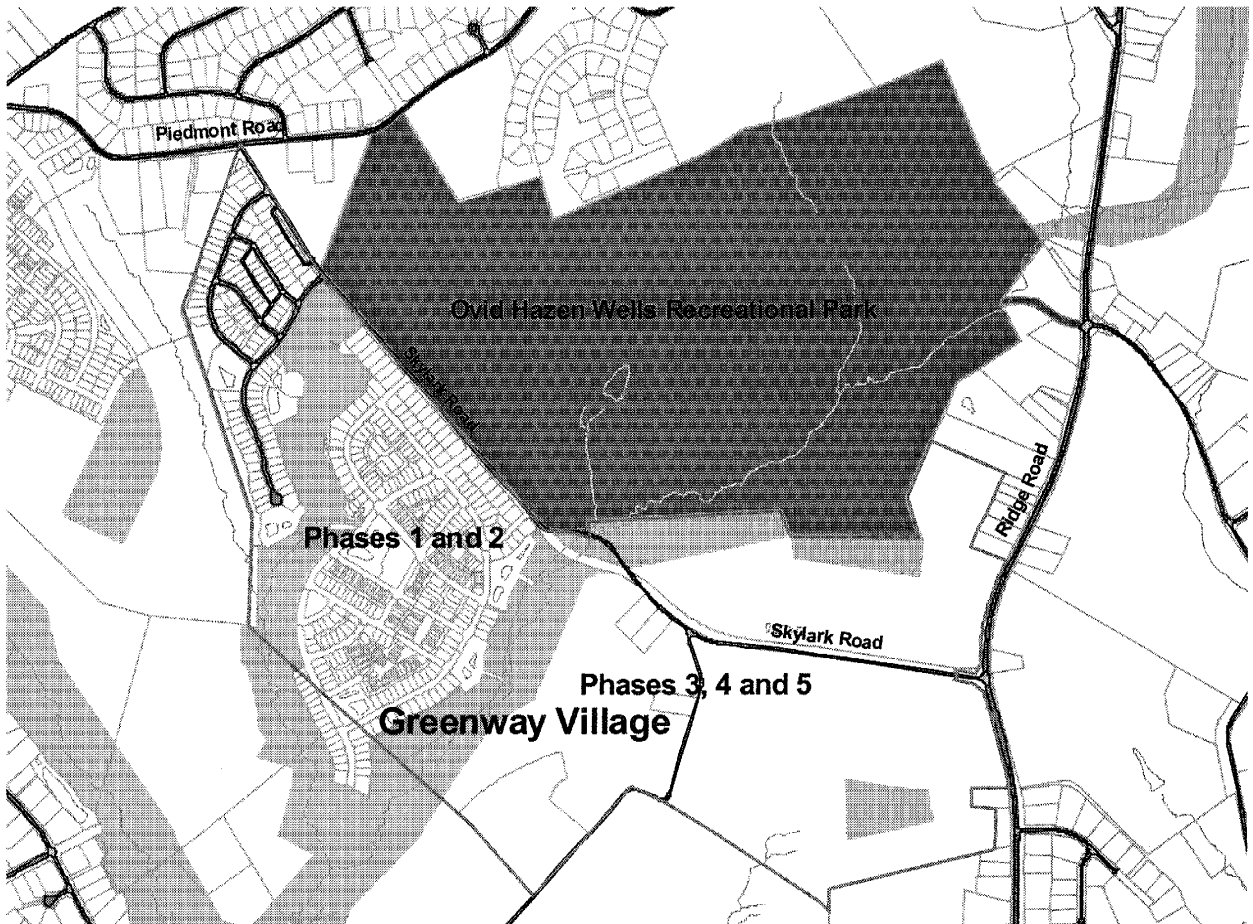 Piedmont Road
Ovid Hazen Wells Recreational Park
Skylark Road
Ridge Road
Phases 1 and 2
Skylark Road
Phases 3, 4 and 5
Greenway Village